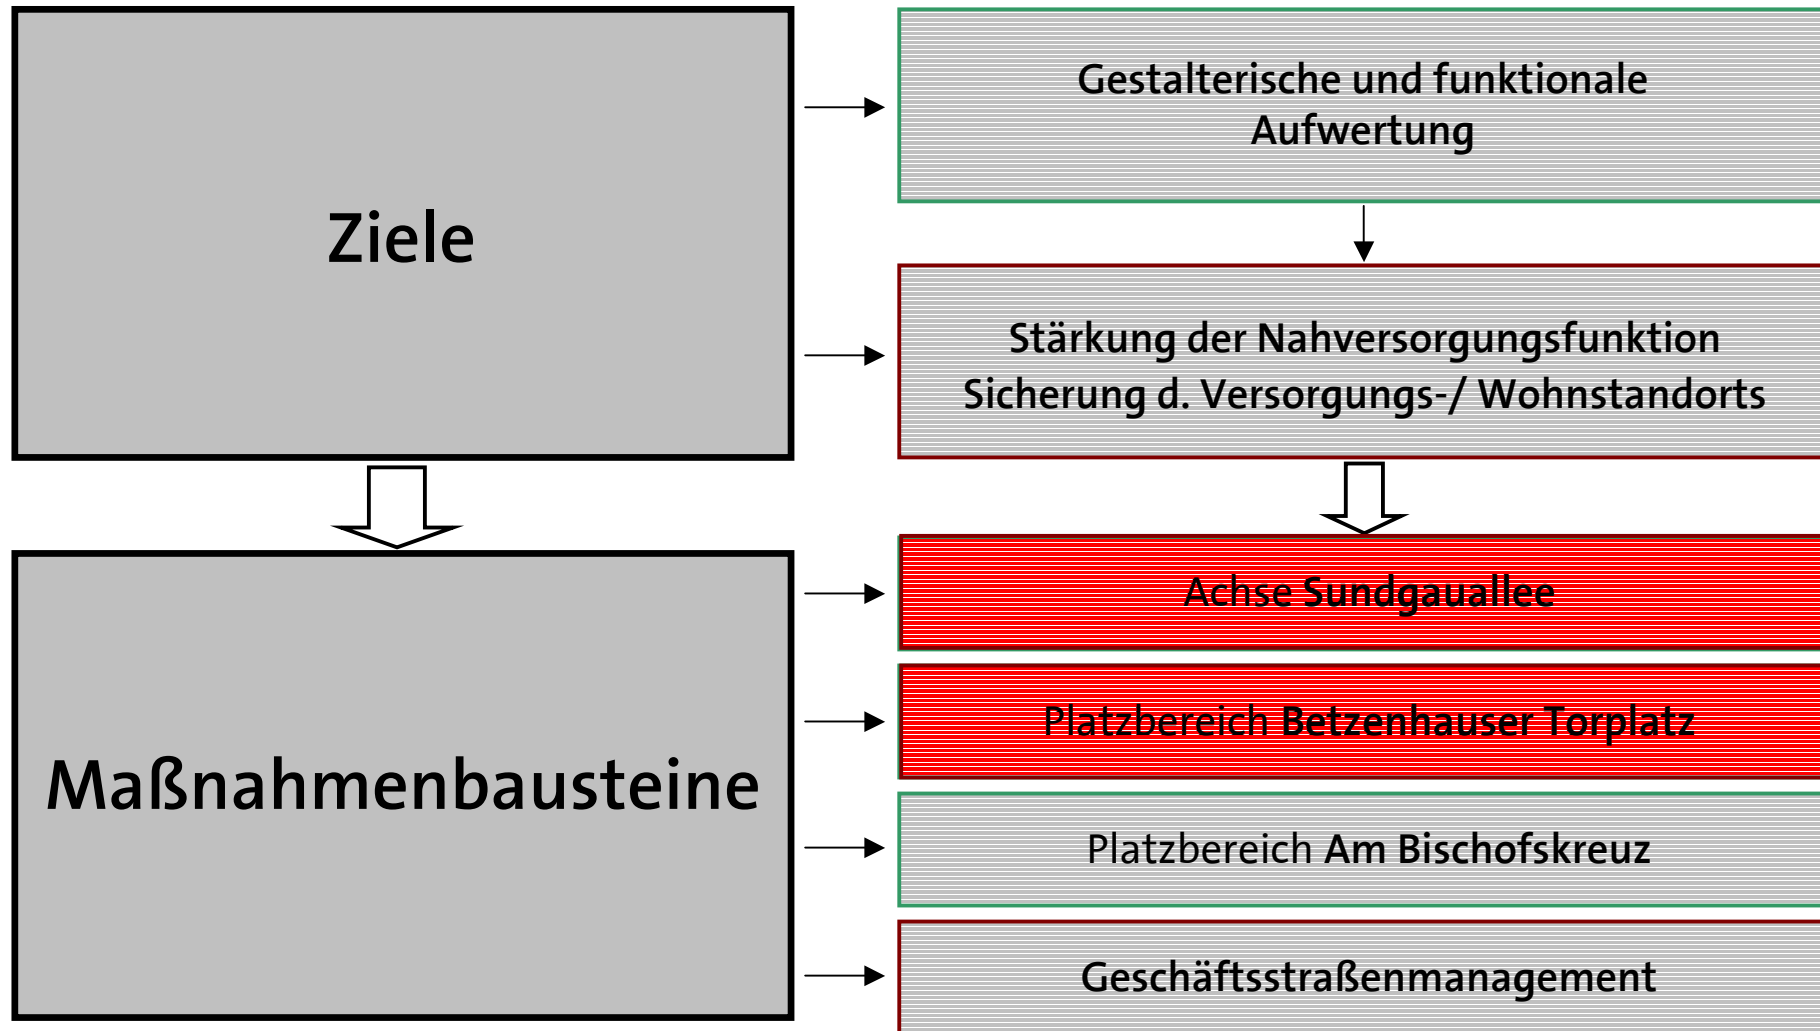 Ziele
Gestalterische und funktionale
Aufwertung
Stärkung der Nahversorgungsfunktion
Sicherung d. Versorgungs-/ Wohnstandorts
Maßnahmenbausteine
Achse Sundgauallee
Platzbereich Betzenhauser Torplatz
Platzbereich Am Bischofskreuz
Geschäftsstraßenmanagement